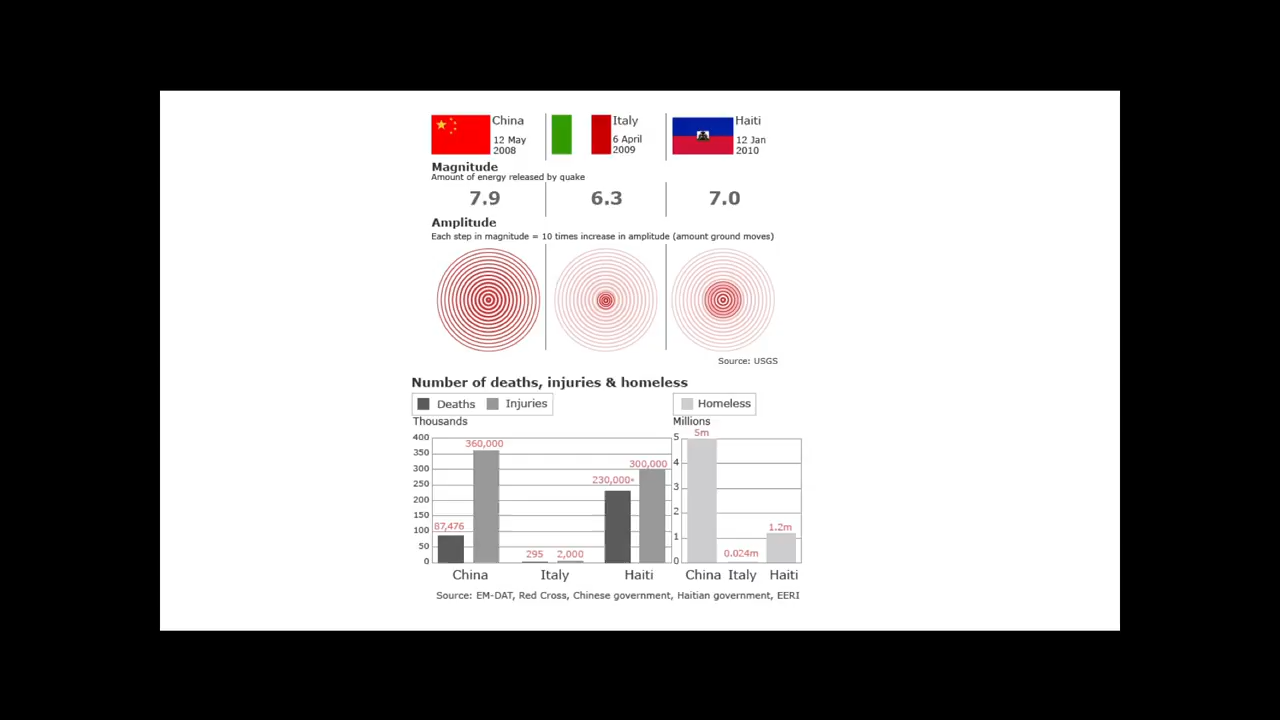 China Italy Haiti
12 May 6 April 12 Jan
2008 2009 2010
Magnitude
Amount of energy released by quake
7.9 6.3 7.0
Amplitude
Each step in magnitude = 10 times increase in amplitude (amount ground moves)
Source: USGS
Number of deaths, injuries & homeless
Deaths Injuries Homeless
Thousands Millions
400 360,000 5 5m
350
300 300,000 4
250 230,000*
200 3
150 2
100 87,476 1 1.2m
50 295 2,000 0.024m
0 0
China Italy Haiti China Italy Haiti
Source: EM-DAT, Red Cross, Chinese government, Haitian government, EERI